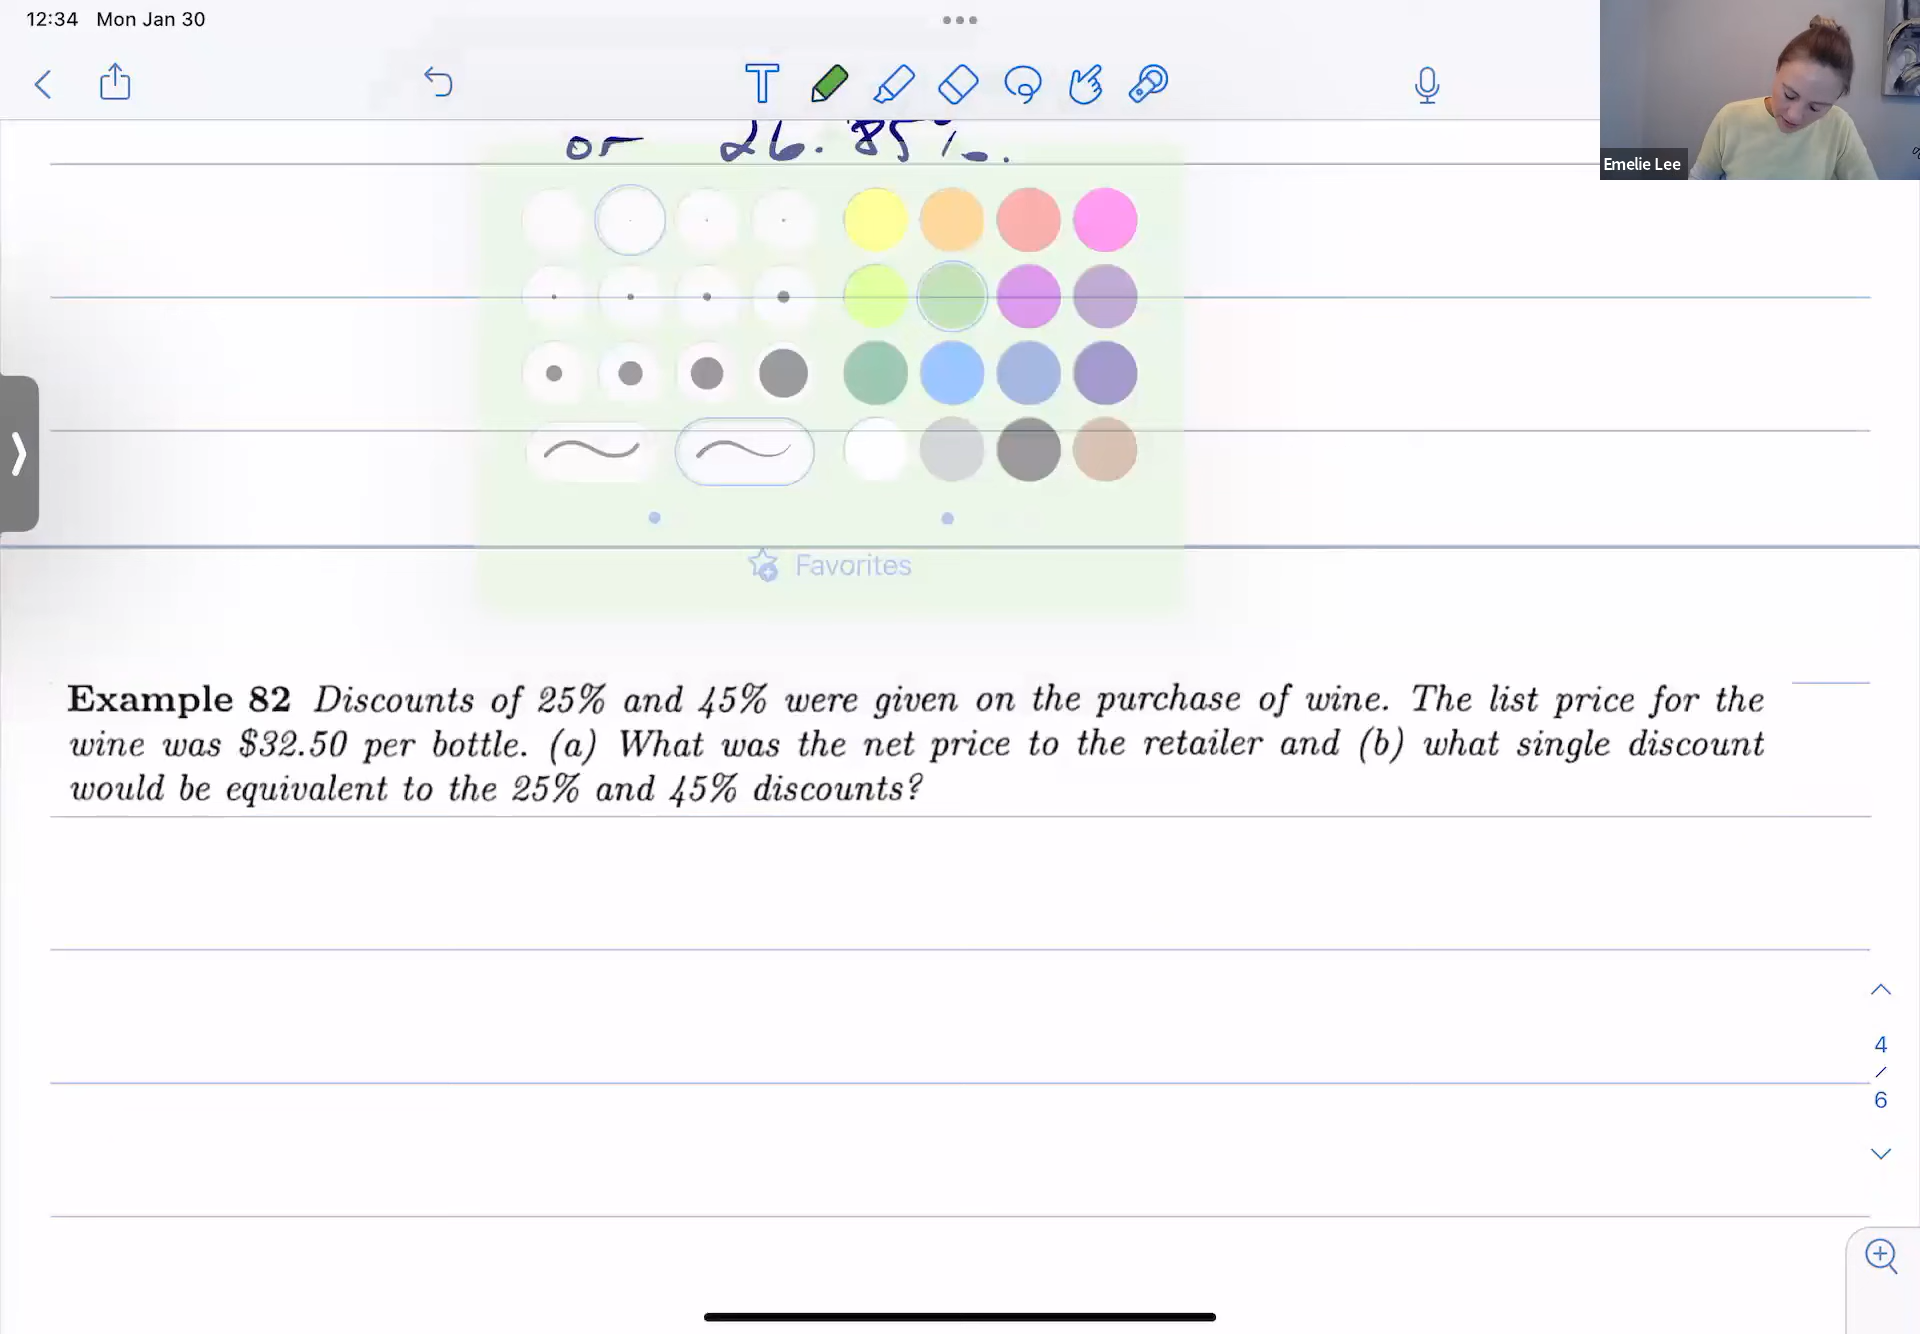 12:34 Mon Jan 30
or 26.85%.
Emelie Lee
Favorites
Example 82 Discounts of 25% and 45% were given on the purchase of wine. The list price for the
wine was $32.50 per bottle. (a) What was the net price to the retailer and (b) what single discount
would be equivalent to the 25% and 45% discounts?
4
/
6